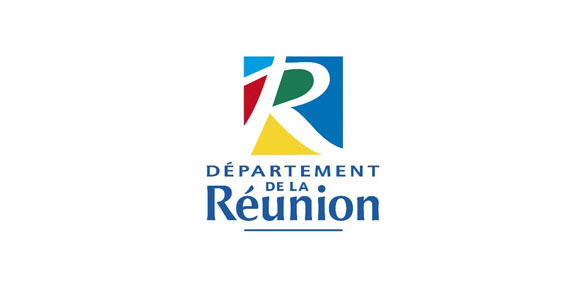 R
DÉPARTEMENT
DE LA
Réunion